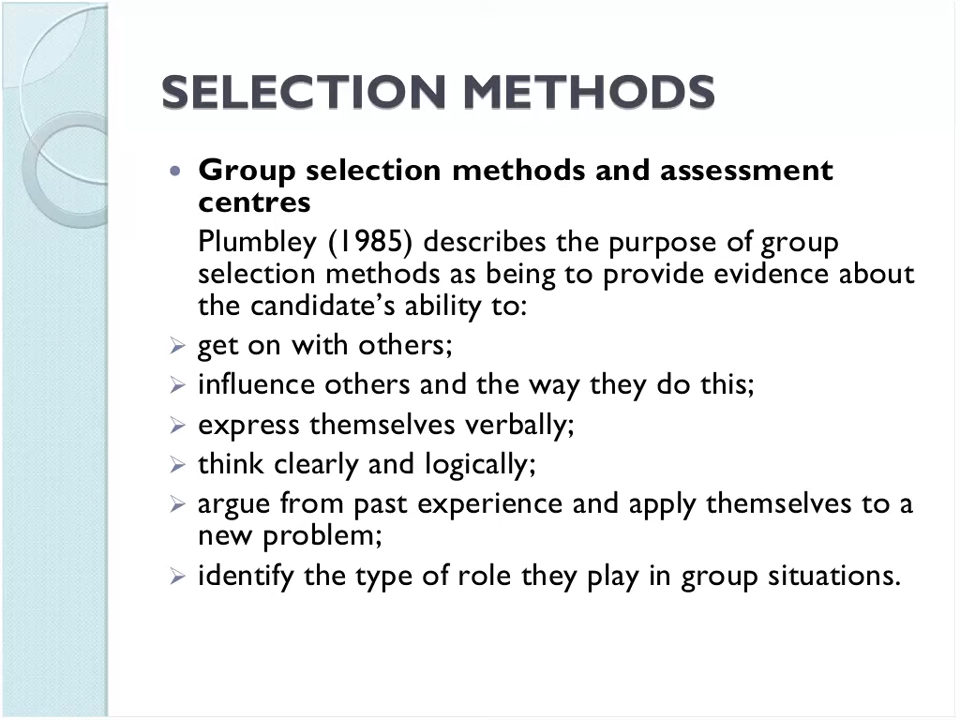 SELECTION METHODS
• Group selection methods and assessment
centres
Plumbley (1985) describes the purpose of group
selection methods as being to provide evidence about
the candidate’s ability to:
➢ get on with others;
➢ influence others and the way they do this;
➢ express themselves verbally;
➢ think clearly and logically;
➢ argue from past experience and apply themselves to a
new problem;
➢ identify the type of role they play in group situations.